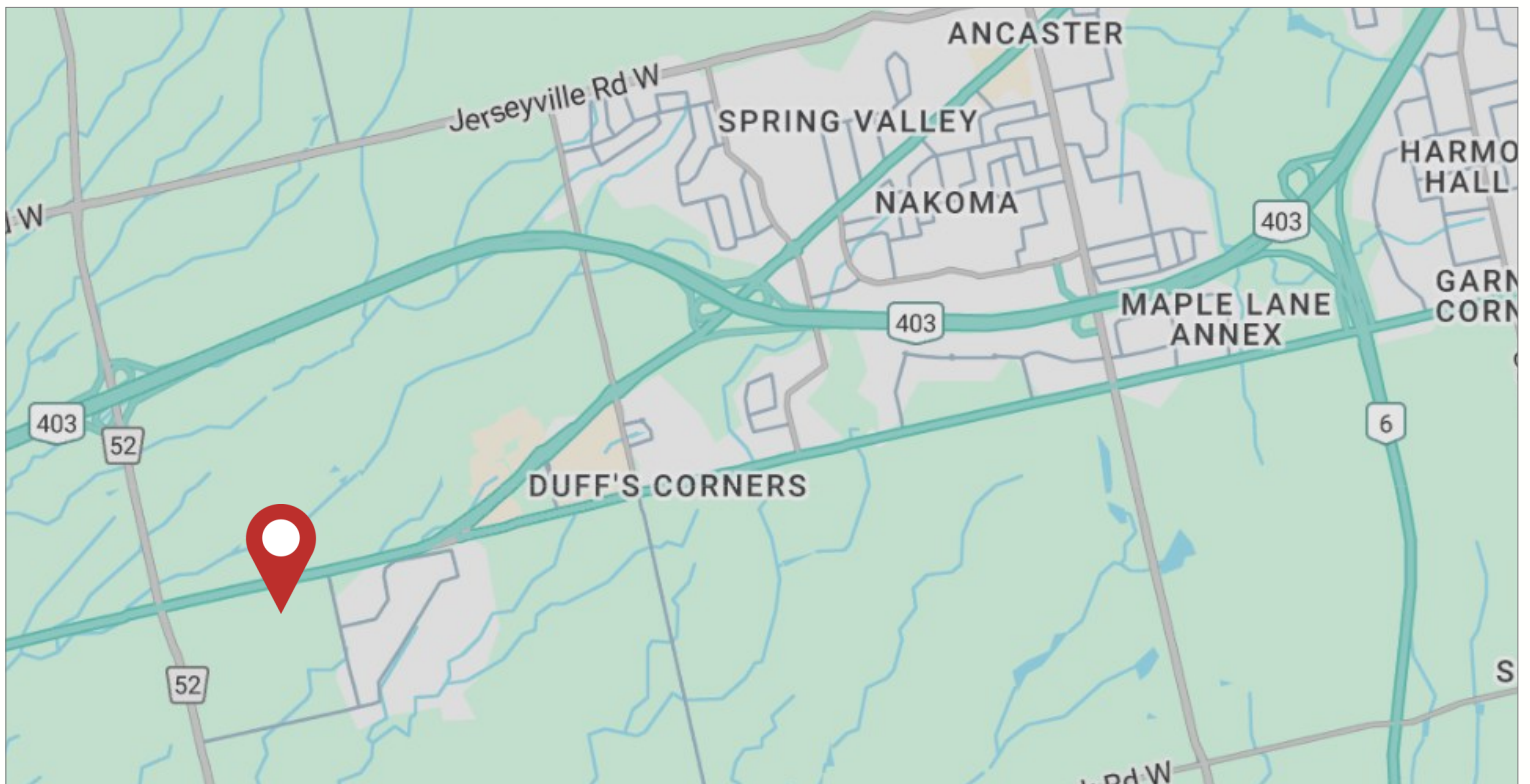 ANCASTER
Jerseyville Rd W
SPRING VALLEY
HARMO
HALL
NAKOMA
W
403
GARN
CORN
MAPLE LANE
ANNEX
403
403
6
52
DUFF'S CORNERS
52
S
Rd W